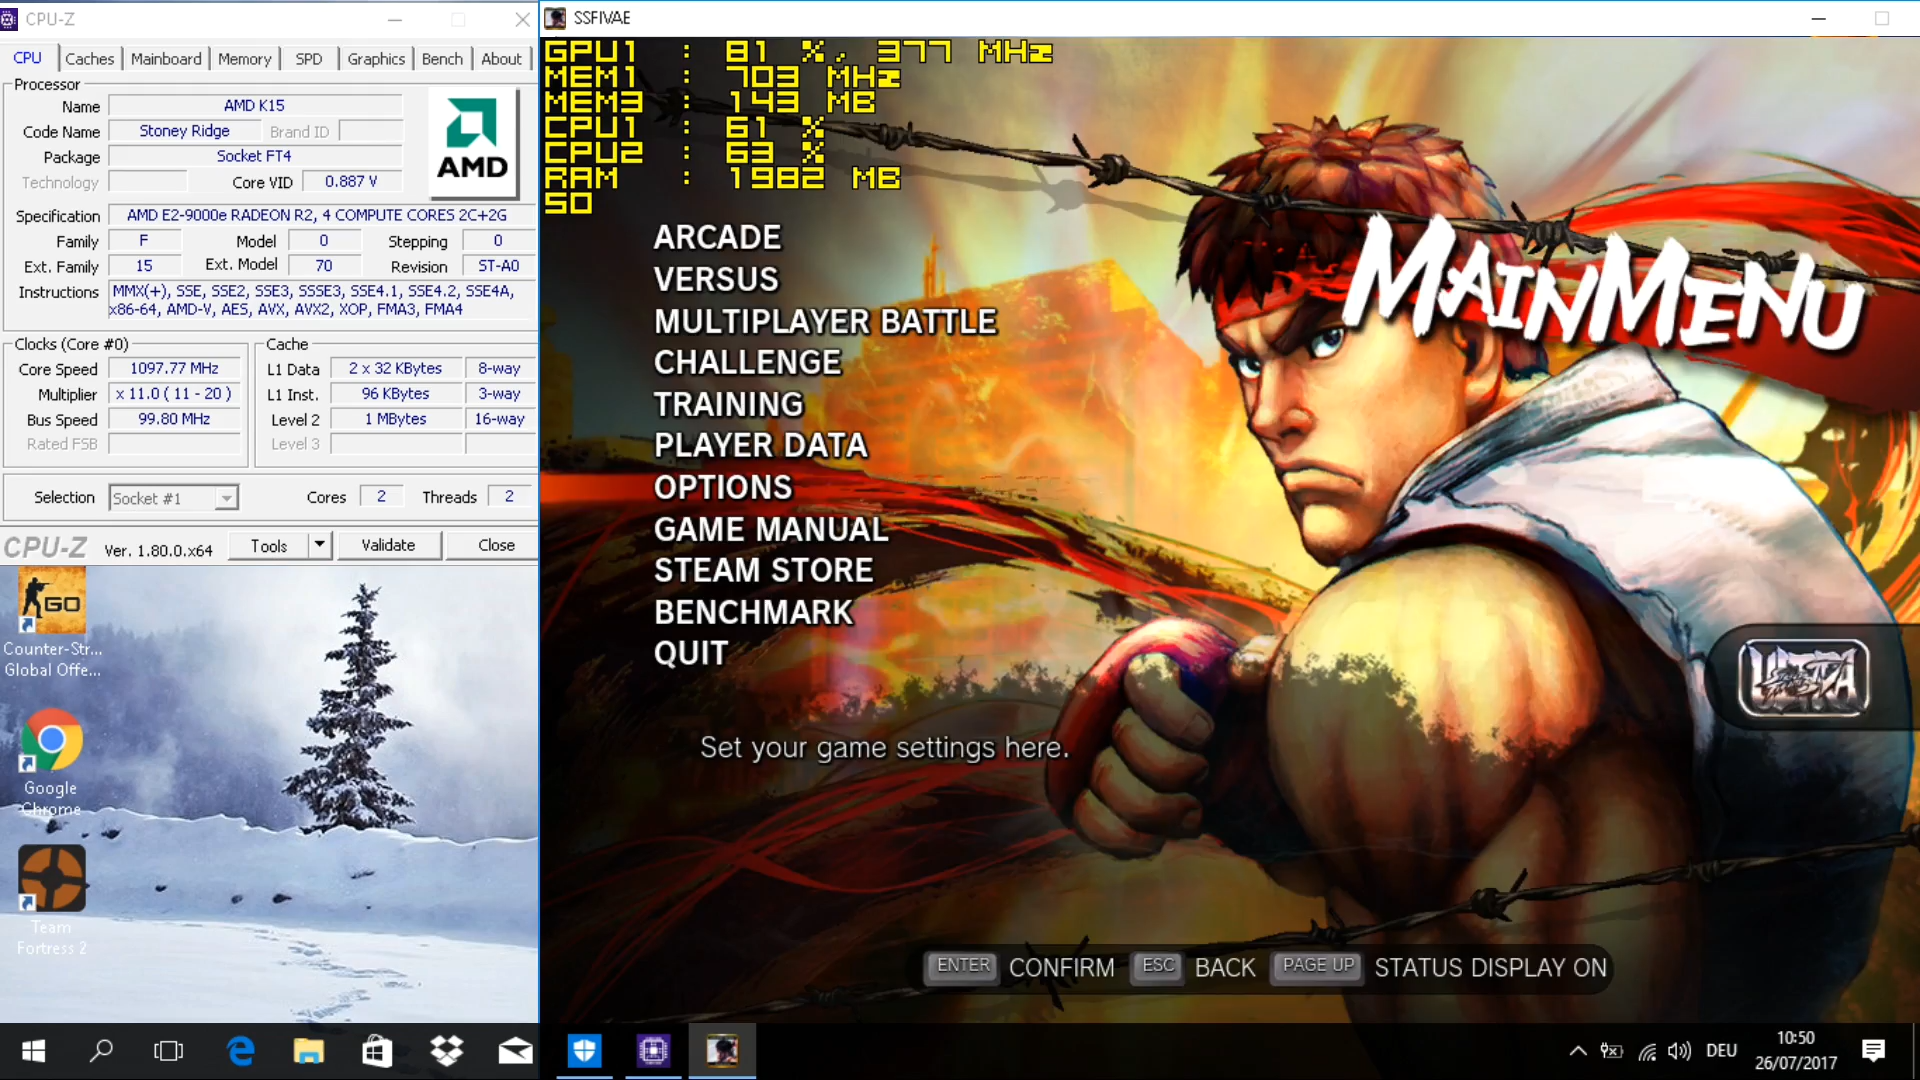 CPU-Z
CPU Caches Mainboard Memory SPD Graphics Bench About
Processor
Name AMD K15
Code Name Stoney Ridge Brand ID
Package Socket FT4
Technology Core VID 0.887 V
AMD
Specification AMD E2-9000e RADEON R2, 4 COMPUTE CORES 2C+2G
Family F Model 0 Stepping 0
Ext. Family 15 Ext. Model 70 Revision ST-A0
Instructions MMX(+), SSE, SSE2, SSE3, SSSE3, SSE4.1, SSE4.2, SSE4A,
x86-64, AMD-V, AES, AVX, AVX2, XOP, FMA3, FMA4
Clocks (Core #0)
Core Speed 1097.77 MHz
Multiplier x 11.0 ( 11 - 20 )
Bus Speed 99.80 MHz
Rated FSB
Cache
L1 Data 2 x 32 KBytes 8-way
L1 Inst. 96 KBytes 3-way
Level 2 1 MBytes 16-way
Level 3
Selection Socket #1 Cores 2 Threads 2
CPU-Z Ver. 1.80.0.x64 Tools Validate Close
GO
Counter-Str...
Global Offe...
Google
Chrome
Team
Fortress 2
SSFIVAE
GPU1 : 81 %, 377 MHz
MEM1 : 703 MHz
MEM3 : 143 MB
CPU1 : 61 %
CPU2 : 63 %
RAM : 1982 MB
50
MAIN MENU
ARCADE
VERSUS
MULTIPLAYER BATTLE
CHALLENGE
TRAINING
PLAYER DATA
OPTIONS
GAME MANUAL
STEAM STORE
BENCHMARK
QUIT
ULTRA
Set your game settings here.
ENTER CONFIRM ESC BACK PAGE UP STATUS DISPLAY ON
DEU
10:50
26/07/2017